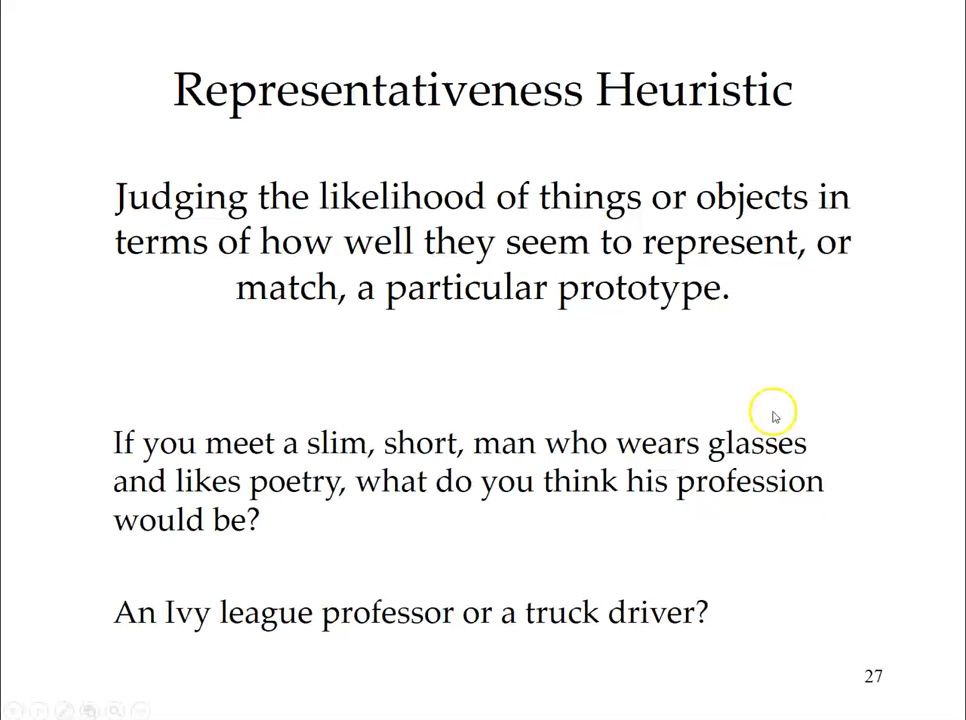 Representativeness Heuristic
Judging the likelihood of things or objects in
terms of how well they seem to represent, or
match, a particular prototype.
If you meet a slim, short, man who wears glasses
and likes poetry, what do you think his profession
would be?
An Ivy league professor or a truck driver?
27